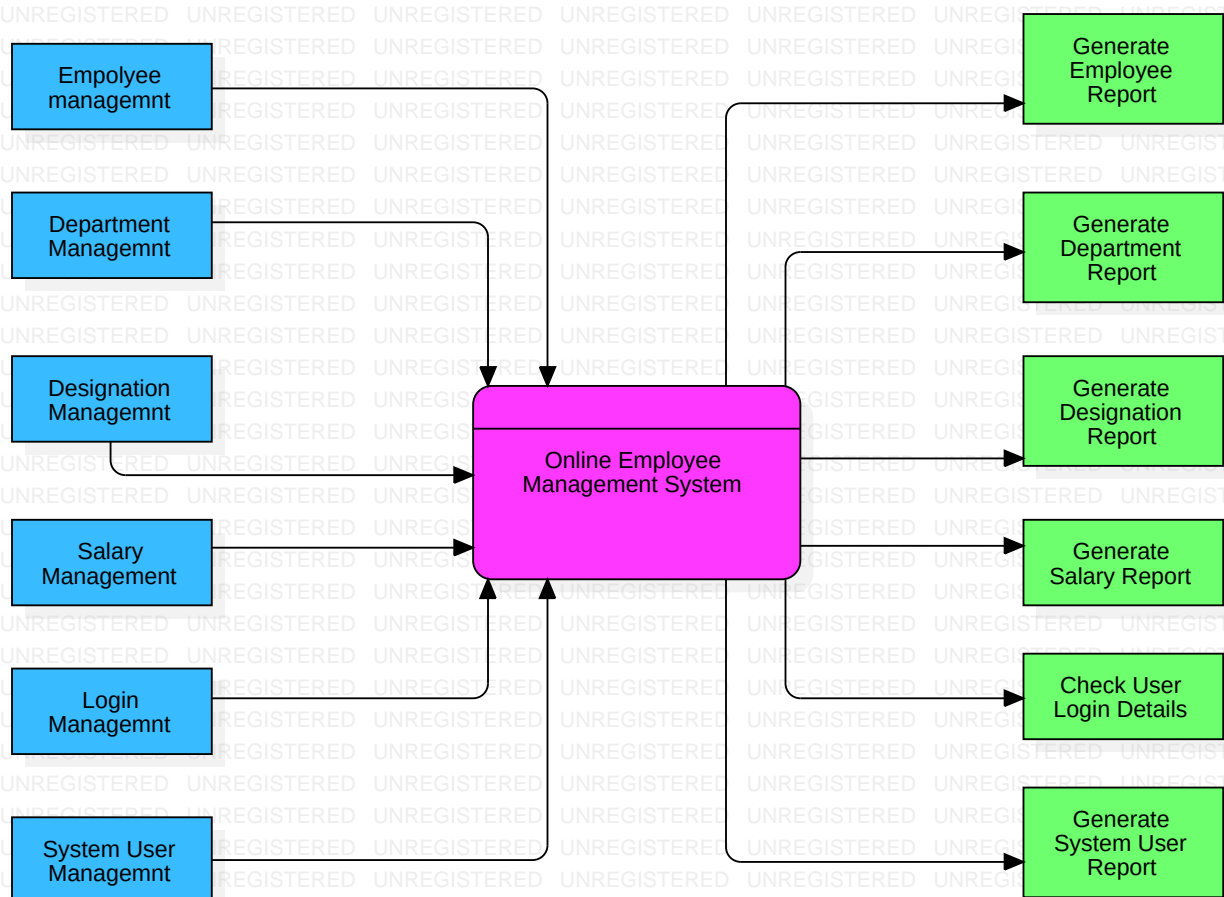 Empolyee
managemnt
Department
Managemnt
Designation
Managemnt
Salary
Management
Login
Managemnt
System User
Managemnt
Online Employee
Management System
Generate
Employee
Report
Generate
Department
Report
Generate
Designation
Report
Generate
Salary Report
Check User
Login Details
Generate
System User
Report
UNREGISTERED